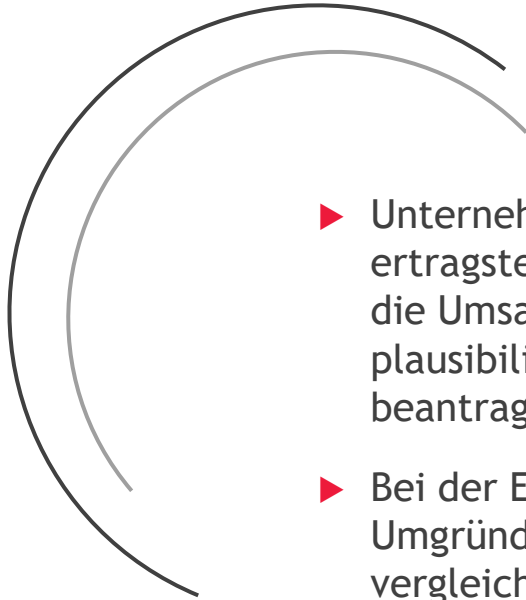 Unterneh
ertragste
die Umsa
plausibili
beantrag
Bei der E
Umgründ
vergleich